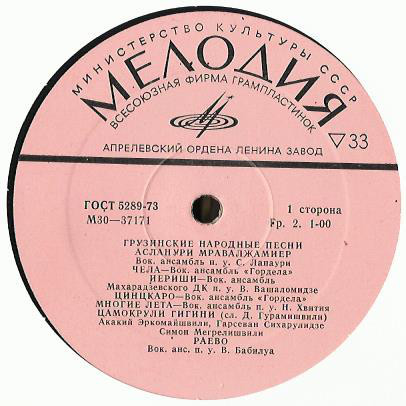 МИНИСТЕРСТВО КУЛЬТУРЫ СССР
МЕЛОДИЯ
ВСЕСОЮЗНАЯ ФИРМА ГРАМПЛАСТИНОК
▽33
АПРЕЛЕВСКИЙ ОРДЕНА ЛЕНИНА ЗАВОД
ГОСТ 5289-73
М30—37171
1 сторона
Гр. 2. 1-00
ГРУЗИНСКИЕ НАРОДНЫЕ ПЕСНИ
АСЛАНУРИ МРАВАЛЖАМИЕР
Вок. ансамбль п. у. С. Лапаури
ЧЕЛА—Вок. ансамбль «Гордела»
ИЕРИШИ—Вок. ансамбль
Махарадзевского ДК п у. В. Вашаломидзе
ЦИНЦКАРО—Вок. ансамбль «Гордела»
МНОГИЕ ЛЕТА—Вок. ансамбль п у. Н. Хвития
ЦАМОКРУЛИ ГИГИНИ (сл. Д. Гурамишвили)
Акакий Эркомайшвили, Гарсеван Сихарулидзе
Симон Мегрелишвили
РАЕВО
Вок. анс. п у. В. Бабилуа